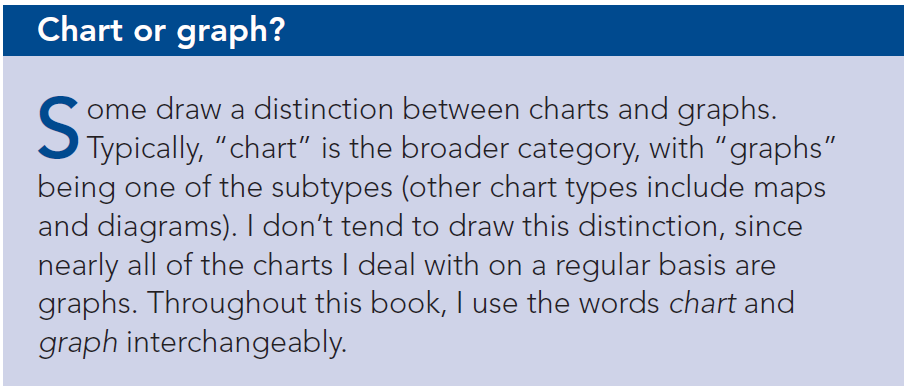 Chart or graph?
Some draw a distinction between charts and graphs.
Typically, “chart” is the broader category, with “graphs”
being one of the subtypes (other chart types include maps
and diagrams). I don’t tend to draw this distinction, since
nearly all of the charts I deal with on a regular basis are
graphs. Throughout this book, I use the words chart and
graph interchangeably.